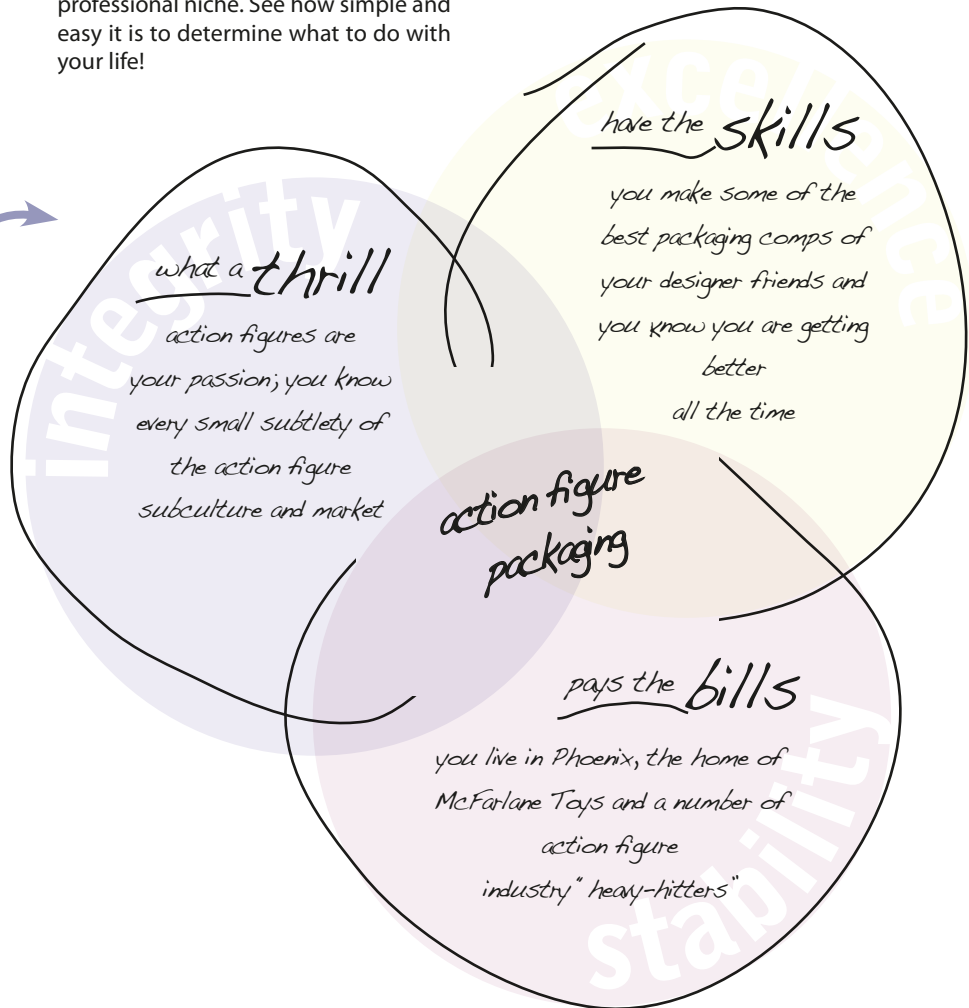 professional niche. See how simple and
easy it is to determine what to do with
your life!
excellence
have the skills
you make some of the
best packaging comps of
your designer friends and
you know you are getting
better
all the time
integrity
what a thrill
action figures are
your passion; you know
every small subtlety of
the action figure
subculture and market
action figure
packaging
pays the bills
you live in Phoenix, the home of
McFarlane Toys and a number of
action figure
industry "heavy-hitters"
stability